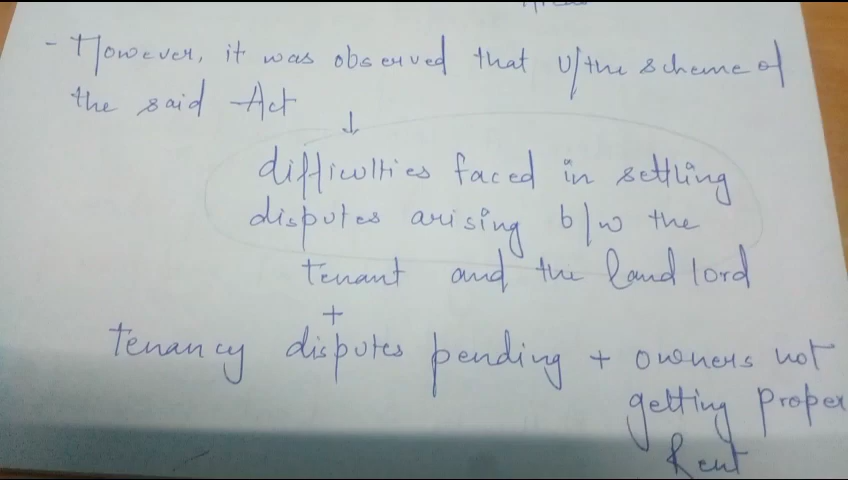 - However, it was observed that U/the scheme of
the said Act
↓
difficulties faced in settling
disputes arising b/w the
tenant and the landlord
+
tenancy disputes pending + owners not
getting proper
Rent